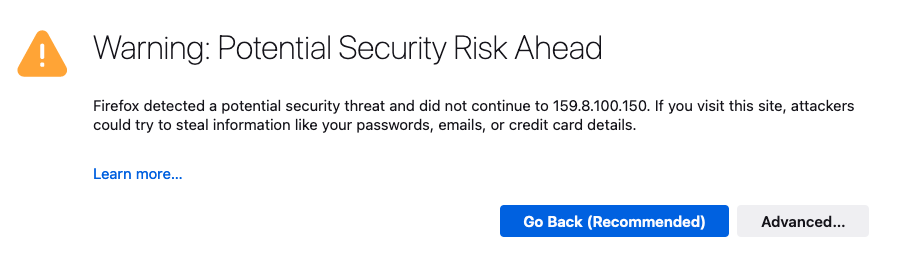 Warning: Potential Security Risk Ahead
Firefox detected a potential security threat and did not continue to 159.8.100.150. If you visit this site, attackers
could try to steal information like your passwords, emails, or credit card details.
Learn more...
Go Back (Recommended)
Advanced...